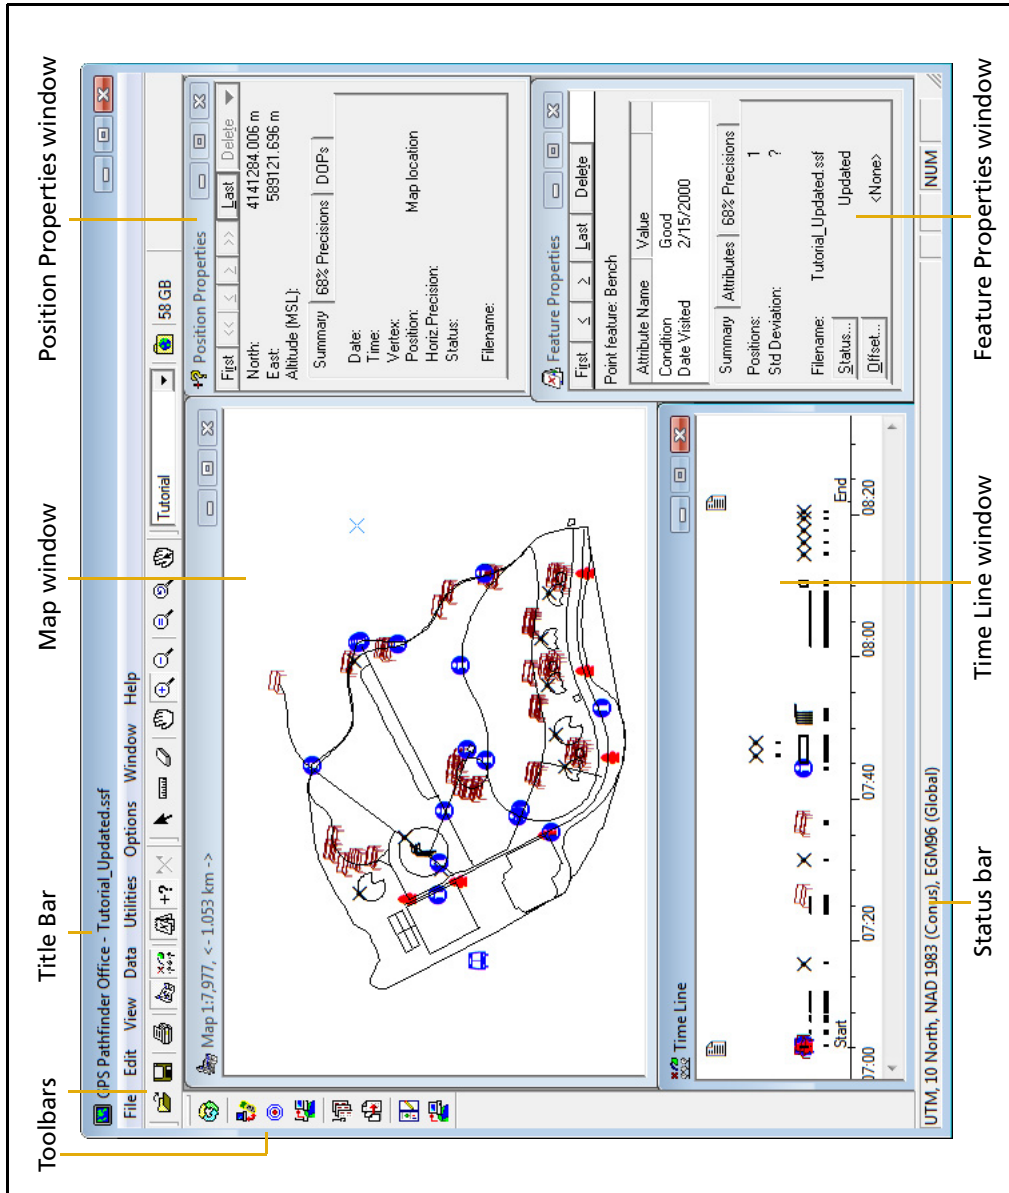 Toolbars
Title Bar
Map window
Position Properties window
GPS Pathfinder Office - Tutorial_Updated.ssf
File Edit View Data Utilities Options Window Help
+?
Tutorial
58 GB
Map 1:7,977, <- 1.053 km ->
Position Properties
First << < > >> Last Delete
North: 4141284.006 m
East: 589121.696 m
Altitude (MSL):
Summary 68% Precisions DOPs
Date:
Time:
Vertex:
Position: Map location
Horiz.Precision:
Status:
Filename:
Feature Properties
First < > Last Delete
Point feature: Bench
Attribute Name Value
Condition Good
Date Visited 2/15/2000
Summary Attributes 68% Precisions
Positions: 1
Std Deviation: ?
Filename: Tutorial_Updated.ssf
Status... Updated
Offset... <None>
Time Line
Start End
07:00 07:20 07:40 08:00 08:20
UTM, 10 North, NAD 1983 (Conus), EGM96 (Global)
NUM
Status bar
Time Line window
Feature Properties window